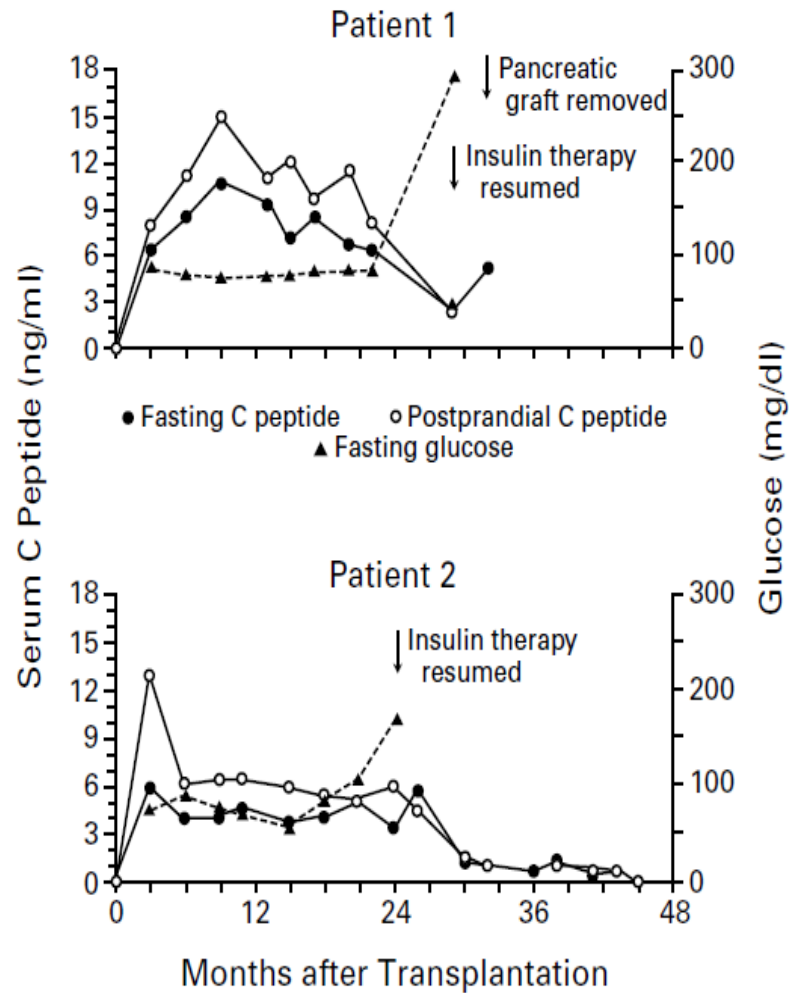 Patient 1
18
15
12
9
6
3
0
300
200
100
0
Pancreatic
graft removed
Insulin therapy
resumed
Serum C Peptide (ng/ml)
Glucose (mg/dl)
Fasting C peptide
Postprandial C peptide
Fasting glucose
Patient 2
18
15
12
9
6
3
0
300
200
100
0
Insulin therapy
resumed
0 12 24 36 48
Months after Transplantation